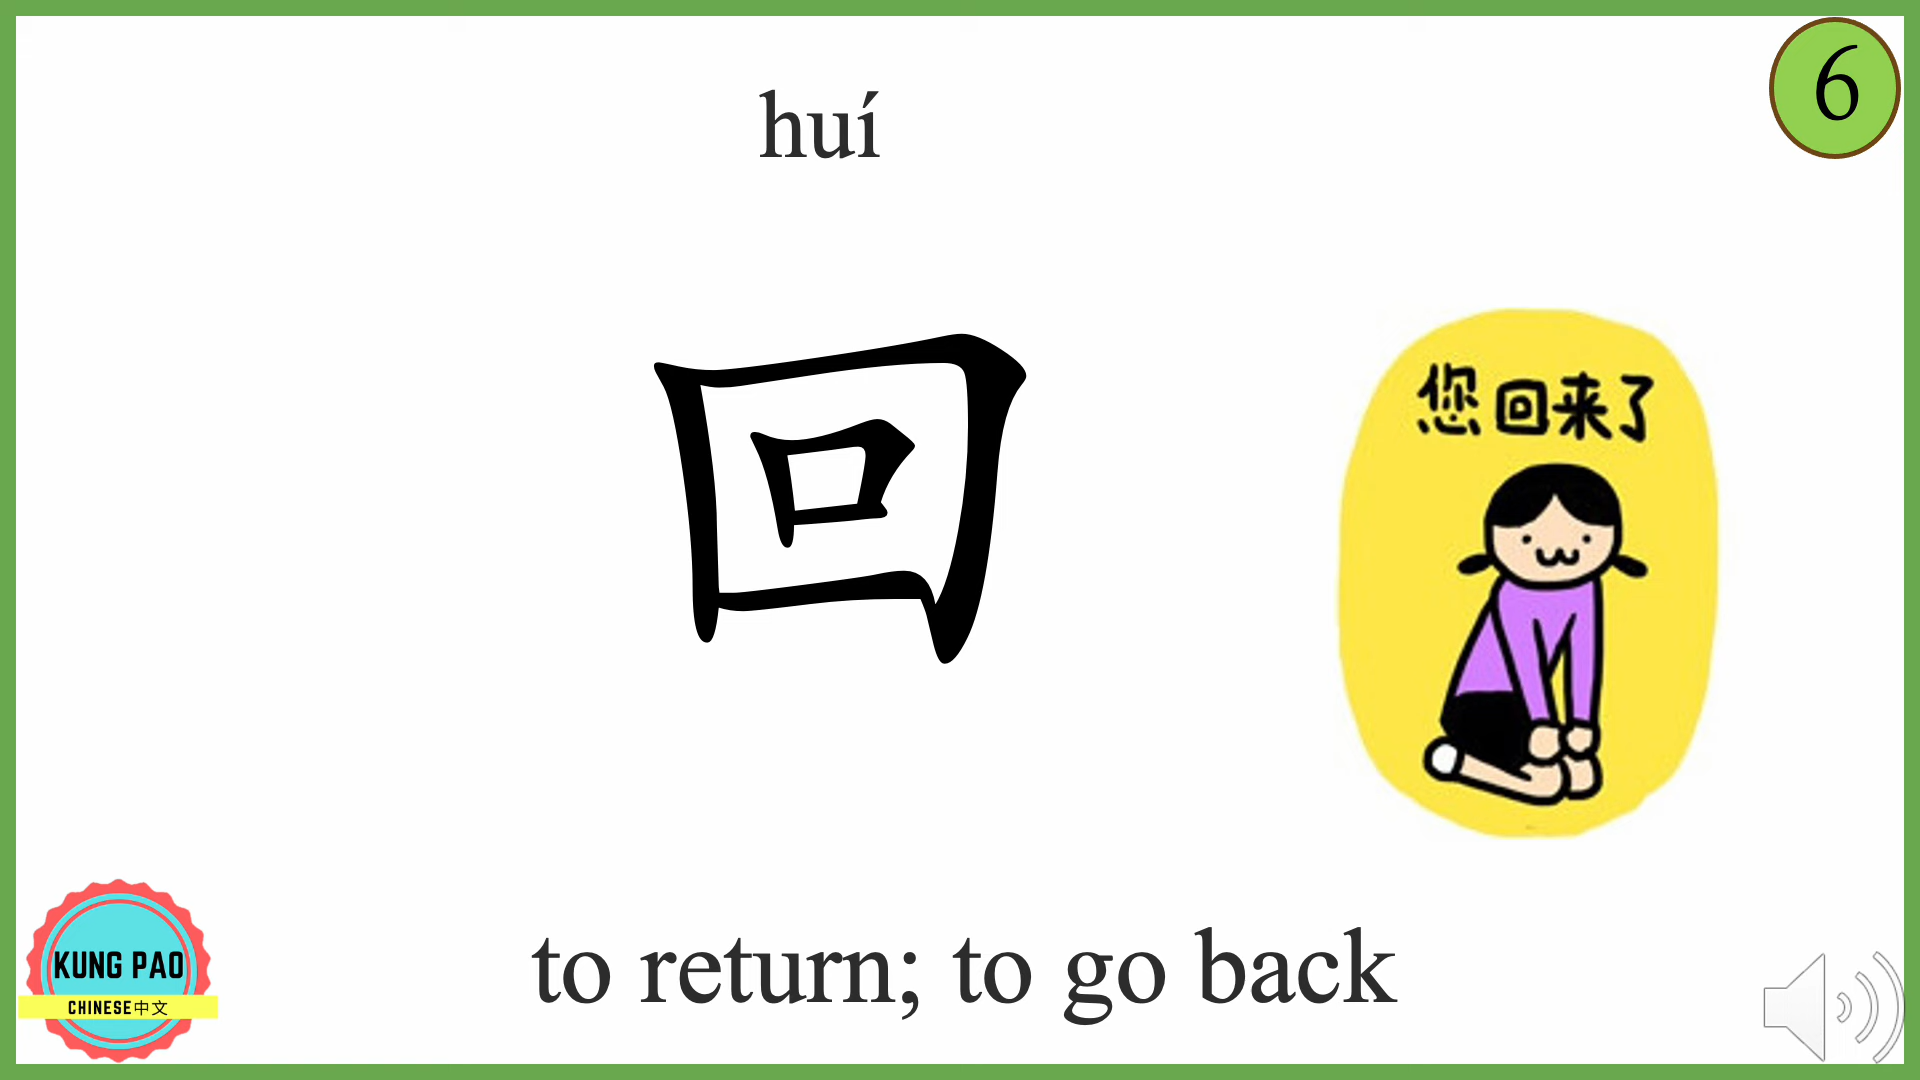 huí
6
回
您回来了
to return; to go back
KUNG PAO
CHINESE中文